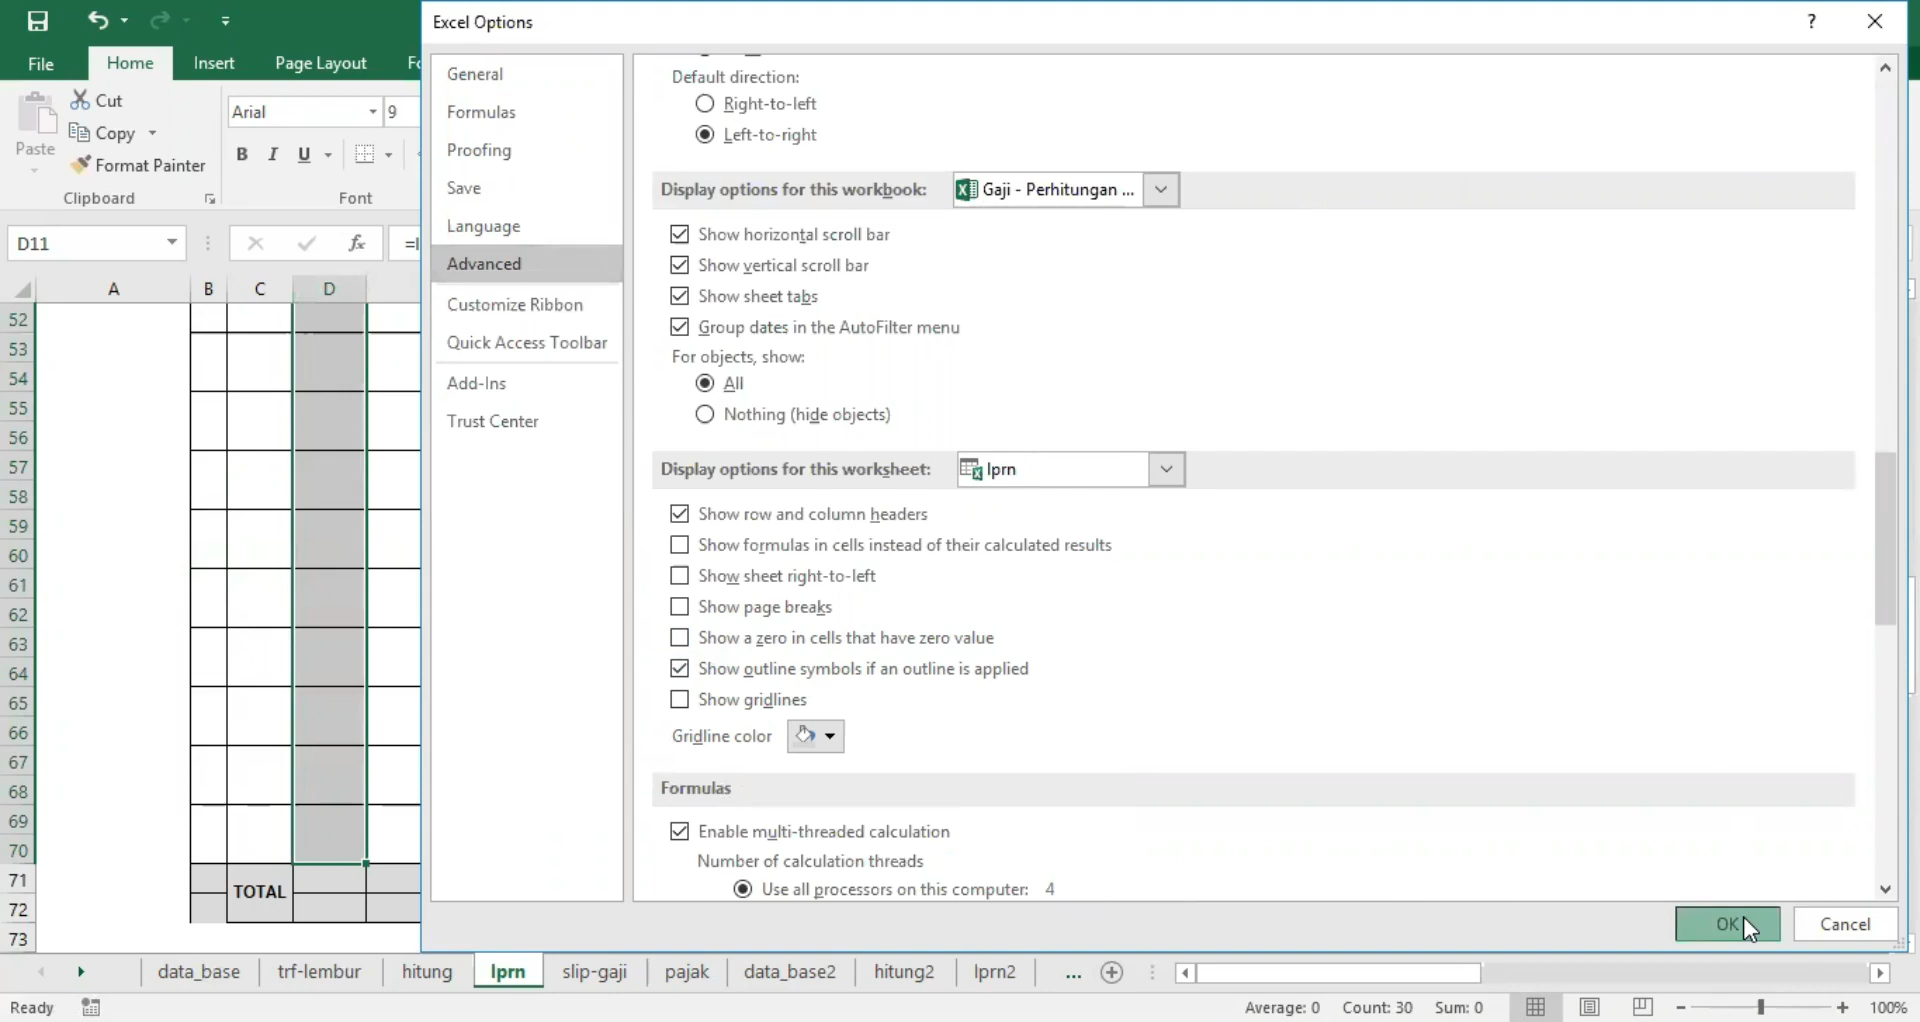 Excel Options
?
File
Home
Insert
Page Layout
Cut
Copy
Paste
Format Painter
Clipboard
Arial
9
B I U
Font
D11
fx
A B C D
52
53
54
55
56
57
58
59
60
61
62
63
64
65
66
67
68
69
70
71
72
73
TOTAL
General
Formulas
Proofing
Save
Language
Advanced
Customize Ribbon
Quick Access Toolbar
Add-Ins
Trust Center
Default direction:
Right-to-left
Left-to-right
Display options for this workbook: Gaji - Perhitungan ...
Show horizontal scroll bar
Show vertical scroll bar
Show sheet tabs
Group dates in the AutoFilter menu
For objects, show:
All
Nothing (hide objects)
Display options for this worksheet: lprn
Show row and column headers
Show formulas in cells instead of their calculated results
Show sheet right-to-left
Show page breaks
Show a zero in cells that have zero value
Show outline symbols if an outline is applied
Show gridlines
Gridline color
Formulas
Enable multi-threaded calculation
Number of calculation threads
Use all processors on this computer: 4
OK
Cancel
data_base trf-lembur hitung lprn slip-gaji pajak data_base2 hitung2 lprn2 ...
Ready
Average: 0 Count: 30 Sum: 0
100%